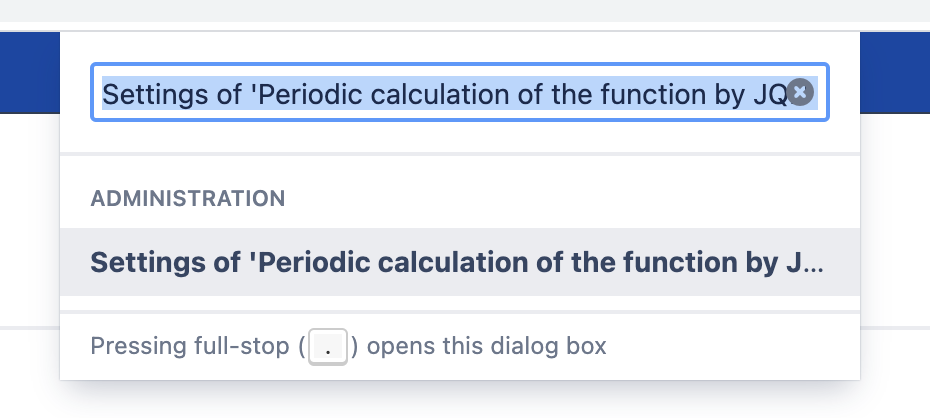 Settings of 'Periodic calculation of the function by JQ
ADMINISTRATION
Settings of 'Periodic calculation of the function by J...
Pressing full-stop ( . ) opens this dialog box